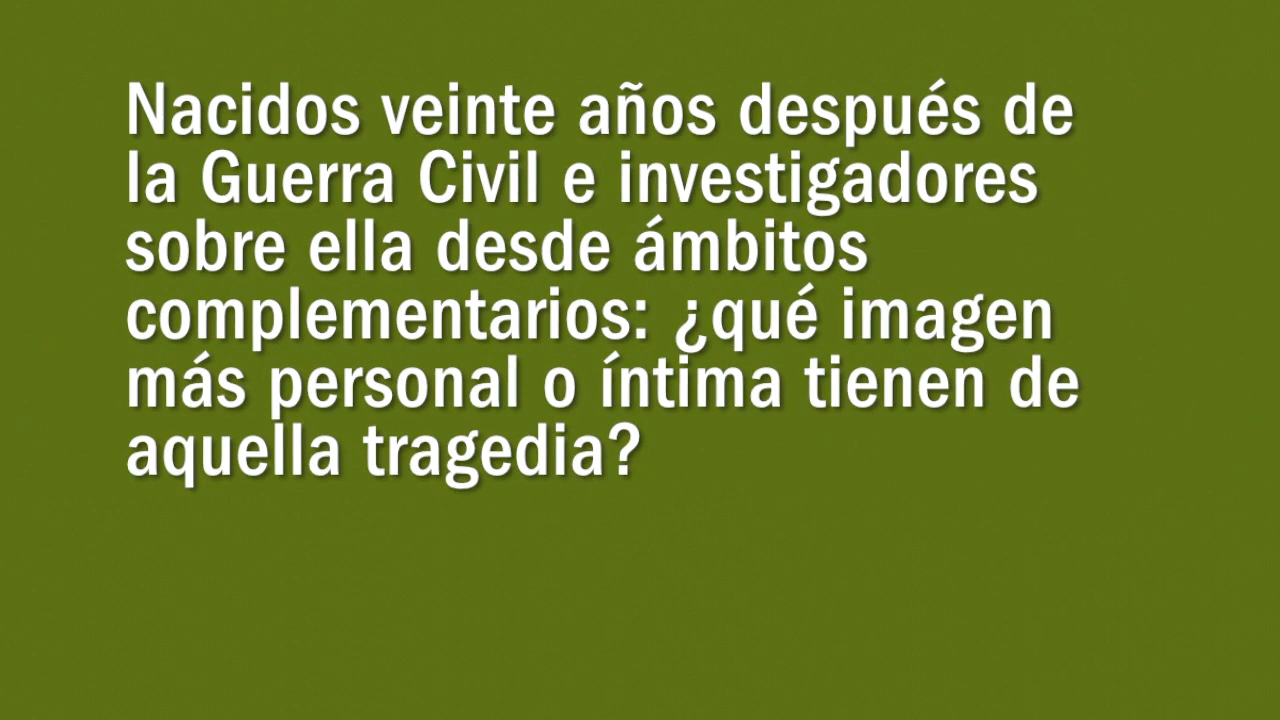 Nacidos veinte años después de
la Guerra Civil e investigadores
sobre ella desde ámbitos
complementarios: ¿qué imagen
más personal o íntima tienen de
aquella tragedia?